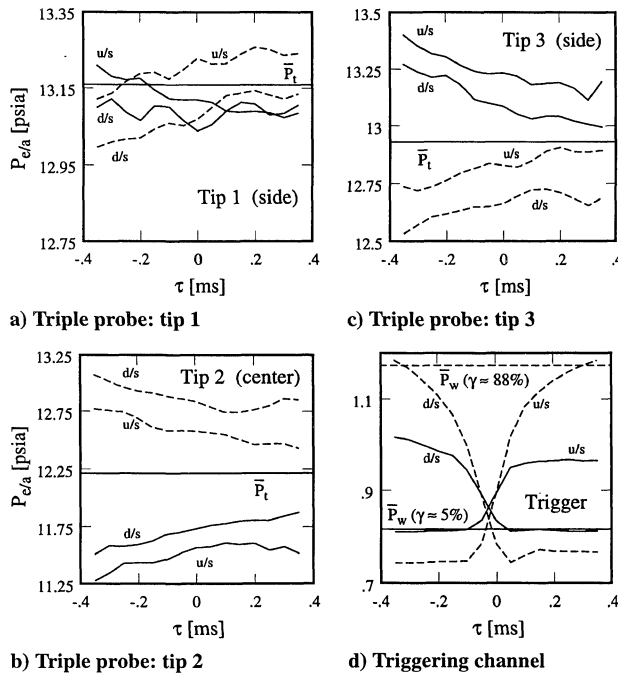 13.35
13.15
12.95
12.75
P e/a [psia]
u/s
u/s
P̄t
d/s
d/s
Tip 1 (side)
-.4 -.2 0 .2 .4
τ [ms]
a) Triple probe: tip 1
13.5
13.25
13
12.75
12.5
Tip 3 (side)
u/s
d/s
P̄t
u/s
d/s
-.4 -.2 0 .2 .4
τ [ms]
c) Triple probe: tip 3
13.25
12.75
12.25
11.75
11.25
P e/a [psia]
Tip 2 (center)
d/s
u/s
P̄t
d/s
u/s
-.4 -.2 0 .2 .4
τ [ms]
b) Triple probe: tip 2
1.1
.9
.7
P̄w (γ ≈ 88%)
d/s
u/s
d/s
u/s
P̄w (γ ≈ 5%)
Trigger
-.4 -.2 0 .2 .4
τ [ms]
d) Triggering channel